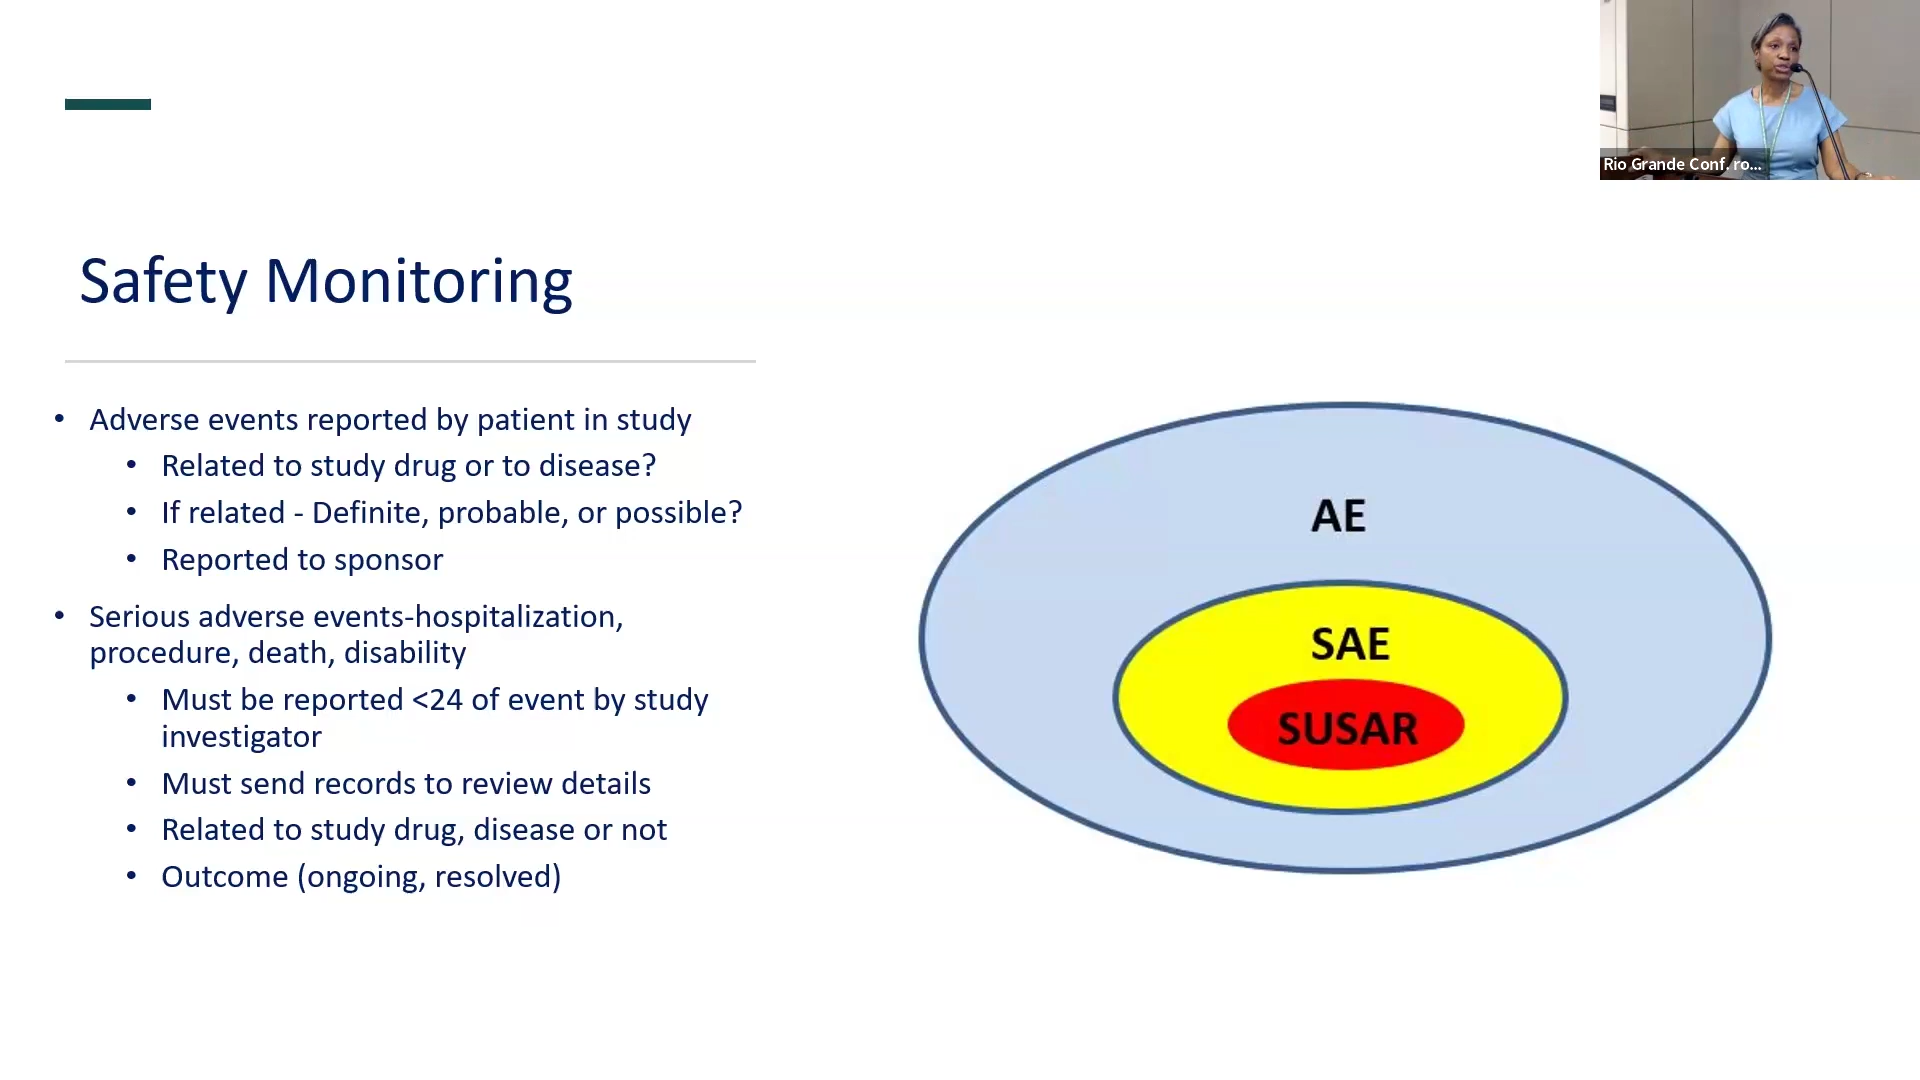 Rio Grande Conf. ro...
Safety Monitoring
• Adverse events reported by patient in study
• Related to study drug or to disease?
• If related - Definite, probable, or possible?
• Reported to sponsor
• Serious adverse events-hospitalization,
procedure, death, disability
• Must be reported <24 of event by study
investigator
• Must send records to review details
• Related to study drug, disease or not
• Outcome (ongoing, resolved)
AE
SAE
SUSAR